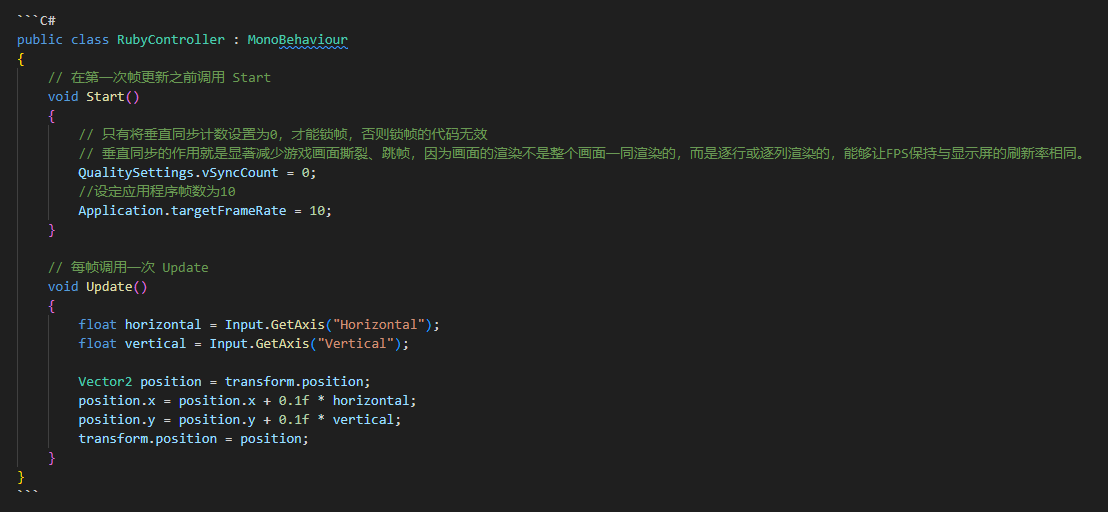 ```C#
public class RubyController : MonoBehaviour
{
    // 在第一次帧更新之前调用 Start
    void Start()
    {
        // 只有将垂直同步计数设置为0，才能锁帧，否则锁帧的代码无效
        // 垂直同步的作用就是显著减少游戏画面撕裂、跳帧，因为画面的渲染不是整个画面一同渲染的，而是逐行或逐列渲染的，能够让FPS保持与显示屏的刷新率相同。
        QualitySettings.vSyncCount = 0;
        //设定应用程序帧数为10
        Application.targetFrameRate = 10;
    }

    // 每帧调用一次 Update
    void Update()
    {
        float horizontal = Input.GetAxis("Horizontal");
        float vertical = Input.GetAxis("Vertical");

        Vector2 position = transform.position;
        position.x = position.x + 0.1f * horizontal;
        position.y = position.y + 0.1f * vertical;
        transform.position = position;
    }
}
```